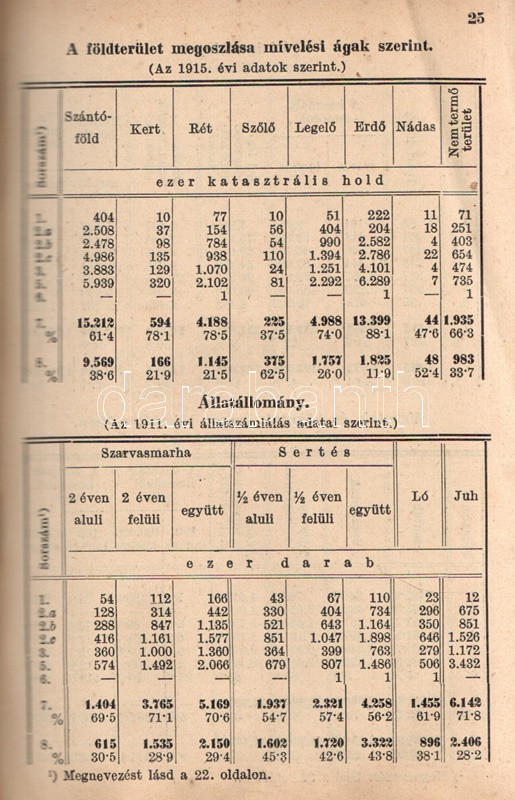 25
A földterület megoszlása mívelési ágak szerint.
(Az 1915. évi adatok szerint.)
Sorszám¹) Szántóföld Kert Rét Szőlő Legelő Erdő Nádas Nemtermő terület
ezer katasztrális hold
1. 404 10 77 10 51 222 11 71
2.a 2.508 37 154 56 404 204 18 251
2.b 2.478 98 784 54 990 2.582 4 403
2.c 4.986 135 938 110 1.394 2.786 22 654
3. 3.883 129 1.070 24 1.251 4.101 4 474
5. 5.939 320 2.102 81 2.292 6.289 7 735
6. — — 1 — — 1 — 1
7. 15.212 594 4.188 225 4.988 13.399 44 1.935
% 61·4 78·1 78·5 37·5 74·0 88·1 47·6 66·3
8. 9.569 166 1.145 375 1.757 1.825 48 983
% 38·6 21·9 21·5 62·5 26·0 11·9 52·4 33·7
darabanth
Állatállomány.
(Az 1911. évi állatszámlálás adatai szerint.)
Szarvasmarha Sertés
Sorszám¹) 2 éven aluli 2 éven felüli együtt ½ éven aluli ½ éven felüli együtt Ló Juh
ezer darab
1. 54 112 166 43 67 110 23 12
2.a 128 314 442 330 404 734 296 675
2.b 288 847 1.135 521 643 1.164 350 851
2.c 416 1.161 1.577 851 1.047 1.898 646 1.526
3. 360 1.000 1.360 364 399 763 279 1.172
5. 574 1.492 2.066 679 807 1.486 506 3.432
6. — — — — 1 1 1 —
7. 1.404 3.765 5.169 1.937 2.321 4.258 1.455 6.142
% 69·5 71·1 70·6 54·7 57·4 56·2 61·9 71·8
8. 615 1.535 2.150 1.602 1.720 3.322 896 2.406
% 30·5 28·9 29·4 45·3 42·6 43·8 38·1 28·2
¹) Megnevezést lásd a 22. oldalon.